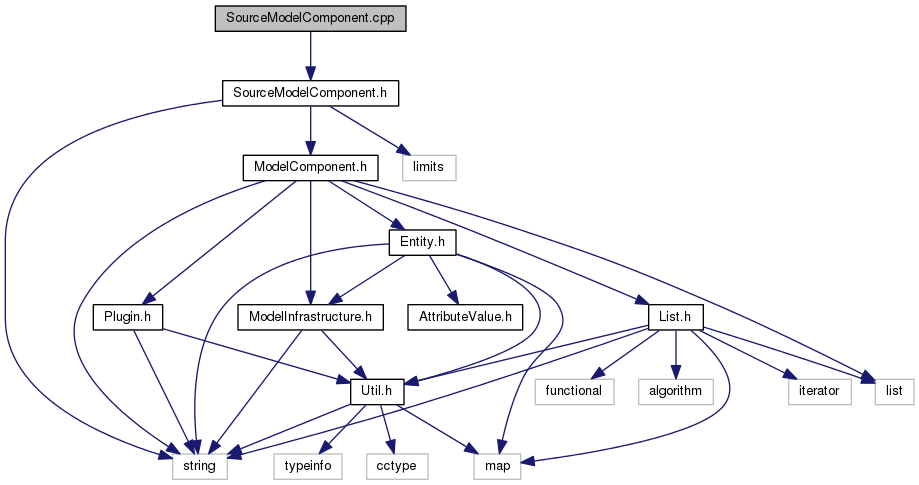 SourceModelComponent.cpp
SourceModelComponent.h
ModelComponent.h
limits
Entity.h
Plugin.h
ModelInfrastructure.h
AttributeValue.h
List.h
Util.h
functional
algorithm
iterator
list
string
typeinfo
cctype
map